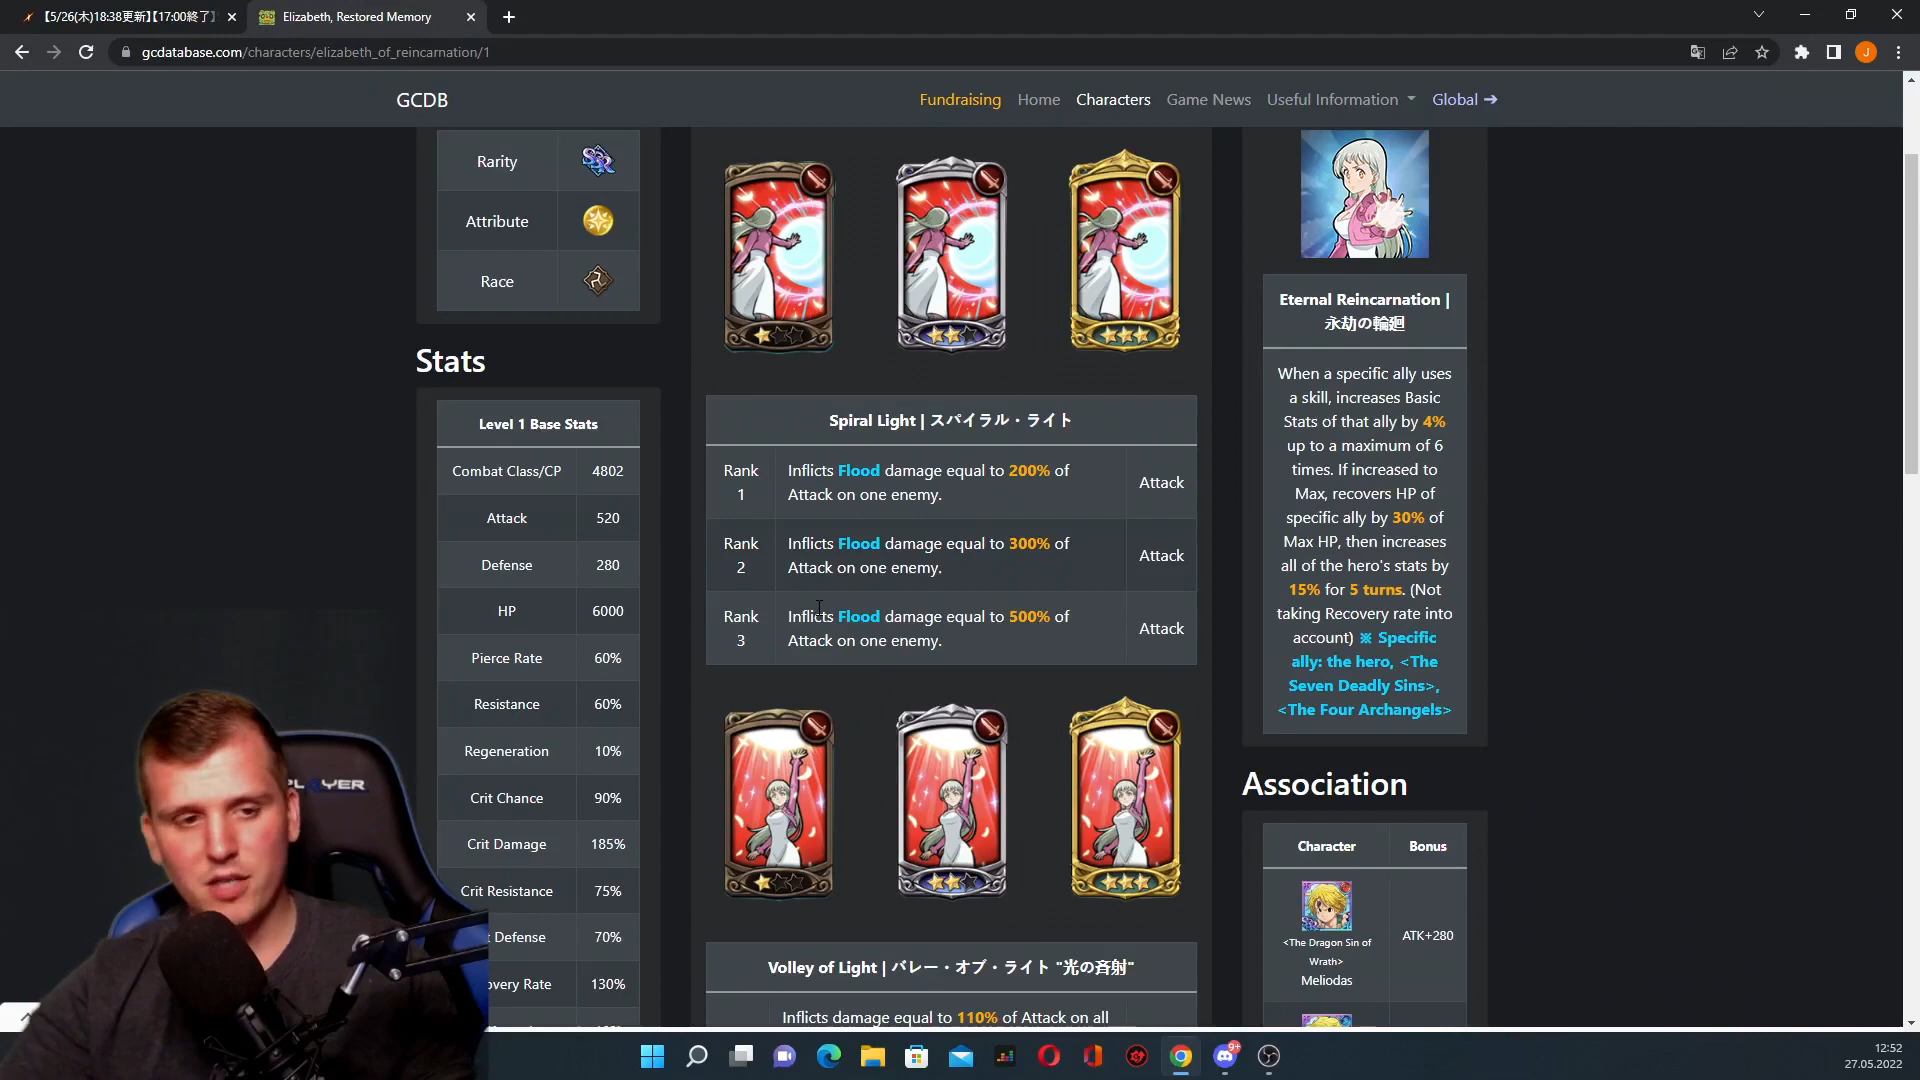 【5/26(木)18:38更新】【17:00終了】
Elizabeth, Restored Memory
gcdatabase.com/characters/elizabeth_of_reincarnation/1
J
GCDB
Fundraising
Home
Characters
Game News
Useful Information
Global →
Rarity
SSR
Attribute
Race
Stats
Level 1 Base Stats
Combat Class/CP 4802
Attack 520
Defense 280
HP 6000
Pierce Rate 60%
Resistance 60%
Regeneration 10%
Crit Chance 90%
Crit Damage 185%
Crit Resistance 75%
Defense 70%
overy Rate 130%
Spiral Light | スパイラル・ライト
Rank
1
Inflicts Flood damage equal to 200% of
Attack on one enemy.
Attack
Rank
2
Inflicts Flood damage equal to 300% of
Attack on one enemy.
Attack
Rank
3
Inflicts Flood damage equal to 500% of
Attack on one enemy.
Attack
Volley of Light | バレー・オブ・ライト "光の斉射"
Inflicts damage equal to 110% of Attack on all
Eternal Reincarnation |
永劫の輪廻
When a specific ally uses
a skill, increases Basic
Stats of that ally by 4%
up to a maximum of 6
times. If increased to
Max, recovers HP of
specific ally by 30% of
Max HP, then increases
all of the hero's stats by
15% for 5 turns. (Not
taking Recovery rate into
account) ※ Specific
ally: the hero, <The
Seven Deadly Sins>,
<The Four Archangels>
Association
Character Bonus
<The Dragon Sin of
Wrath>
Meliodas
ATK+280
PLAYER
9+
12:52
27.05.2022